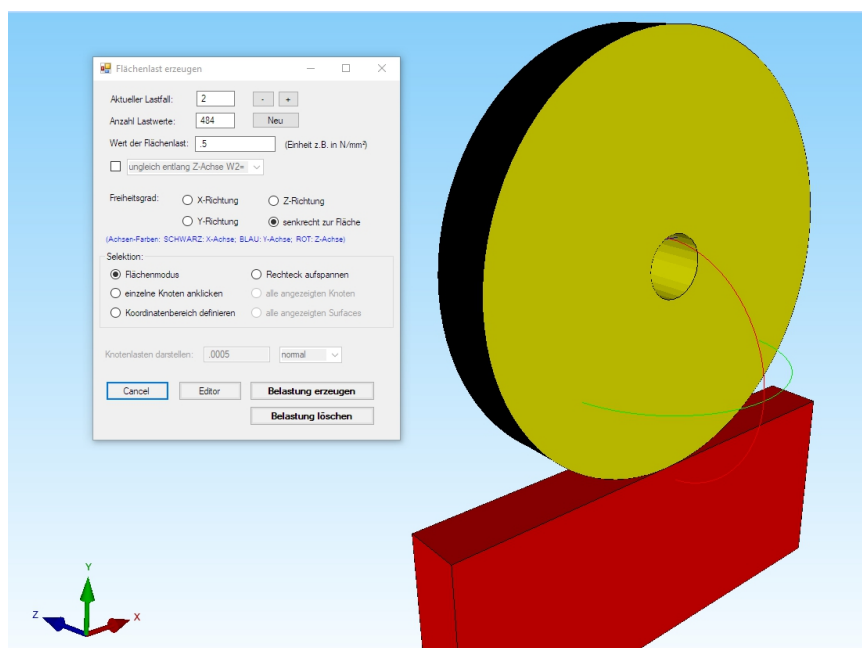 Flächenlast erzeugen
Aktueller Lastfall: 2 - +
Anzahl Lastwerte: 484 Neu
Wert der Flächenlast: .5 (Einheit z.B. in N/mm²)
ungleich entlang Z-Achse W2=
Freiheitsgrad: X-Richtung Z-Richtung
Y-Richtung senkrecht zur Fläche
(Achsen-Farben: SCHWARZ: X-Achse; BLAU: Y-Achse; ROT: Z-Achse)
Selektion:
Flächenmodus Rechteck aufspannen
einzelne Knoten anklicken alle angezeigten Knoten
Koordinatenbereich definieren alle angezeigten Surfaces
Knotenlasten darstellen: .0005 normal
Cancel Editor Belastung erzeugen
Belastung löschen
Y
Z X